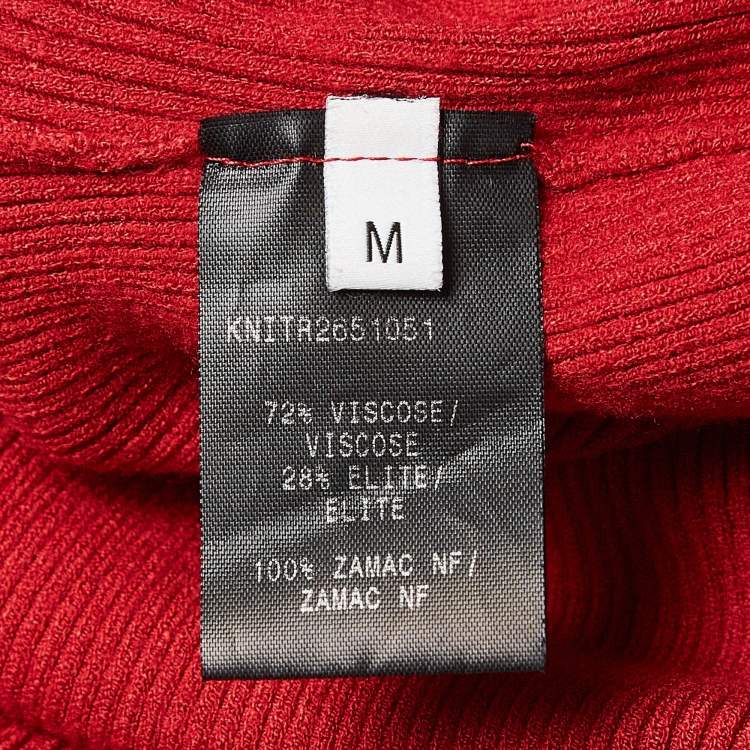 M
KNITR2651051
72% VISCOSE/
VISCOSE
28% ELITE/
ELITE
100% ZAMAC NF/
ZAMAC NF